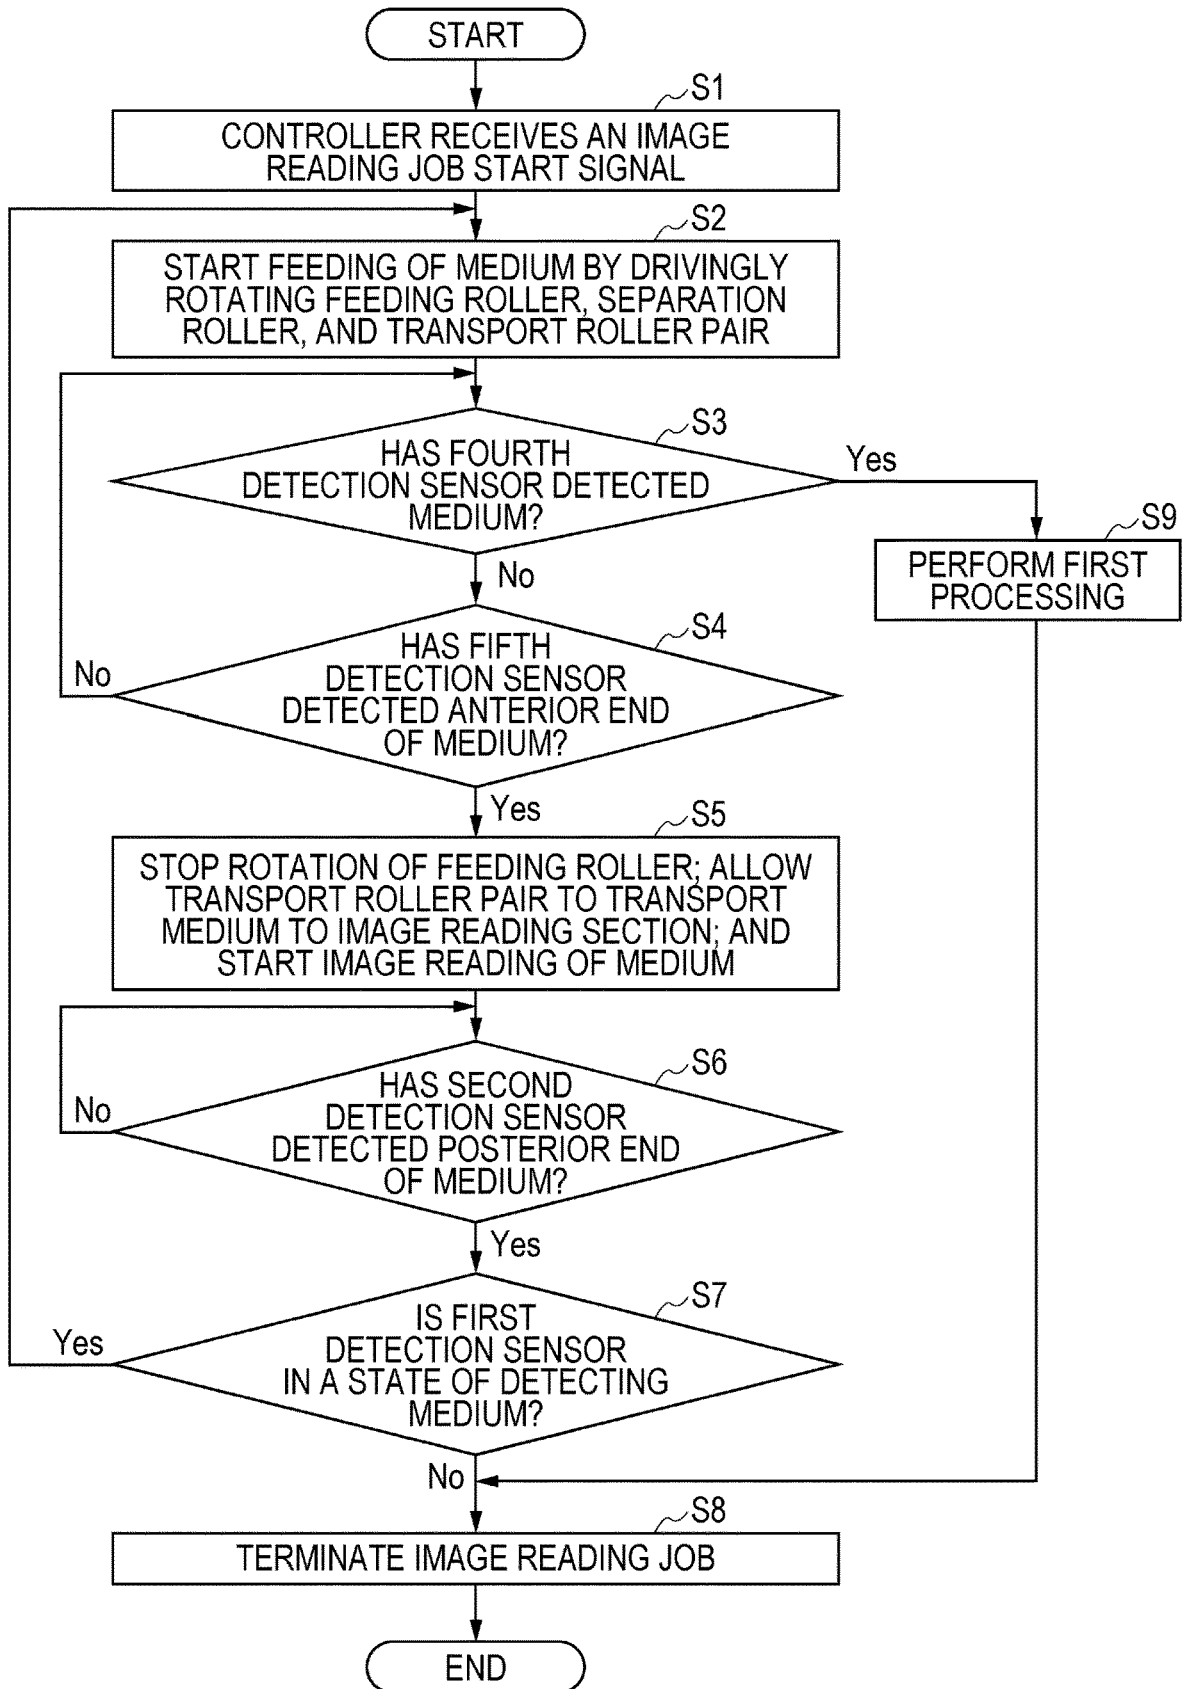 START
S1
CONTROLLER RECEIVES AN IMAGE
READING JOB START SIGNAL
S2
START FEEDING OF MEDIUM BY DRIVINGLY
ROTATING FEEDING ROLLER, SEPARATION
ROLLER, AND TRANSPORT ROLLER PAIR
S3
HAS FOURTH
DETECTION SENSOR DETECTED
MEDIUM?
Yes
No
S9
PERFORM FIRST
PROCESSING
S4
HAS FIFTH
DETECTION SENSOR
DETECTED ANTERIOR END
OF MEDIUM?
No
Yes
S5
STOP ROTATION OF FEEDING ROLLER; ALLOW
TRANSPORT ROLLER PAIR TO TRANSPORT
MEDIUM TO IMAGE READING SECTION; AND
START IMAGE READING OF MEDIUM
S6
HAS SECOND
DETECTION SENSOR
DETECTED POSTERIOR END
OF MEDIUM?
No
Yes
S7
IS FIRST
DETECTION SENSOR
IN A STATE OF DETECTING
MEDIUM?
Yes
No
S8
TERMINATE IMAGE READING JOB
END